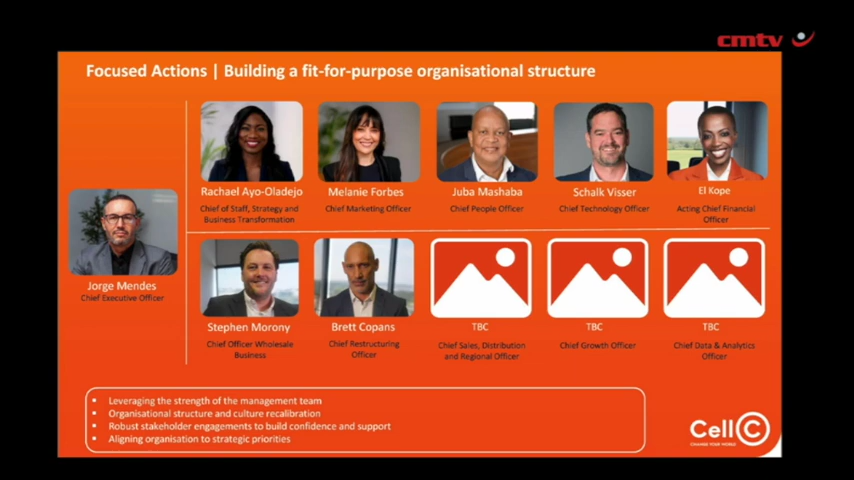 cmtv
Focused Actions | Building a fit-for-purpose organisational structure
Rachael Ayo-Oladejo
Chief of Staff, Strategy and
Business Transformation
Melanie Forbes
Chief Marketing Officer
Juba Mashaba
Chief People Officer
Schalk Visser
Chief Technology Officer
El Kope
Acting Chief Financial
Officer
Jorge Mendes
Chief Executive Officer
Stephen Morony
Chief Officer Wholesale
Business
Brett Copans
Chief Restructuring
Officer
TBC
Chief Sales, Distribution
and Regional Officer
TBC
Chief Growth Officer
TBC
Chief Data & Analytics
Officer
▪ Leveraging the strength of the management team
▪ Organisational structure and culture recalibration
▪ Robust stakeholder engagements to build confidence and support
▪ Aligning organisation to strategic priorities
Cell C
CHANGE YOUR WORLD